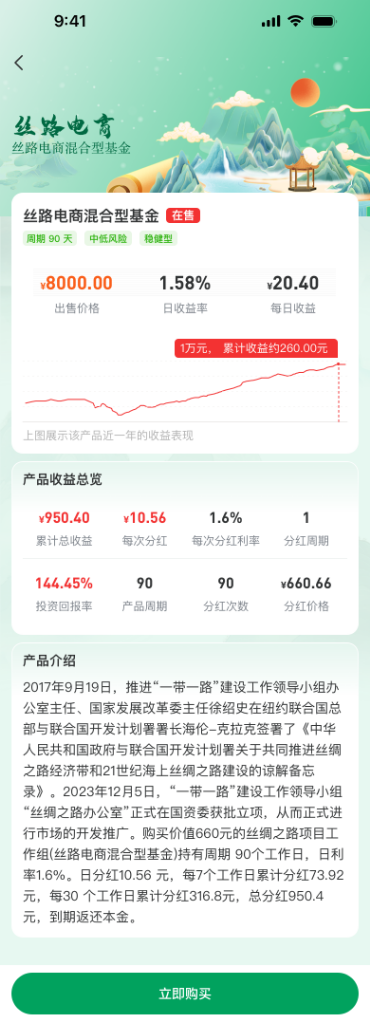 9:41
丝路电商
丝路电商混合型基金
丝路电商混合型基金 在售
周期 90 天 中低风险 稳健型
¥8000.00 1.58% ¥20.40
出售价格 日收益率 每日收益
1万元， 累计收益约260.00元
上图展示该产品近一年的收益表现
产品收益总览
¥950.40 ¥10.56 1.6% 1
累计总收益 每次分红 每次分红利率 分红周期
144.45% 90 90 ¥660.66
投资回报率 产品周期 分红次数 分红价格
产品介绍
2017年9月19日，推进“一带一路”建设工作领导小组办
公室主任、国家发展改革委主任徐绍史在纽约联合国总
部与联合国开发计划署署长海伦-克拉克签署了《中华
人民共和国政府与联合国开发计划署关于共同推进丝绸
之路经济带和21世纪海上丝绸之路建设的谅解备忘
录》。2023年12月5日，“一带一路”建设工作领导小组
“丝绸之路办公室”正式在国资委获批立项，从而正式进
行市场的开发推广。购买价值660元的丝绸之路项目工
作组(丝路电商混合型基金)持有周期 90个工作日，日利
率1.6%。日分红10.56 元，每7个工作日累计分红73.92
元，每30 个工作日累计分红316.8元，总分红950.4
元，到期返还本金。
立即购买